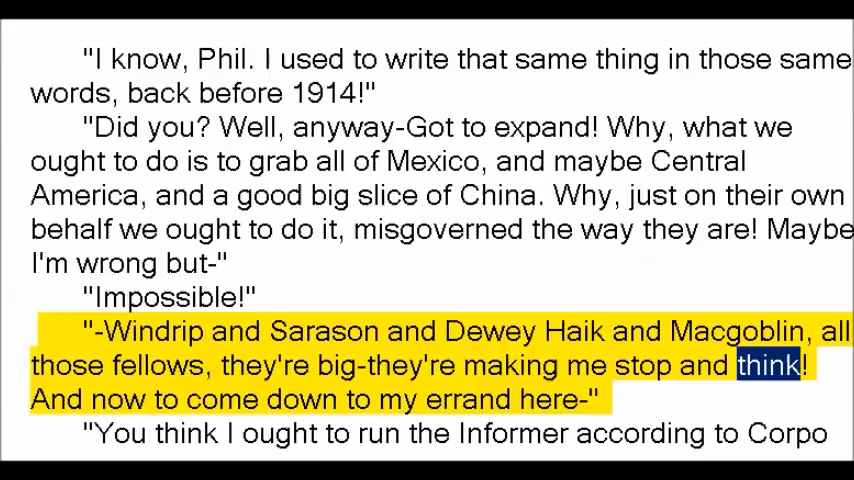 "I know, Phil. I used to write that same thing in those same
words, back before 1914!"
"Did you? Well, anyway-Got to expand! Why, what we
ought to do is to grab all of Mexico, and maybe Central
America, and a good big slice of China. Why, just on their own
behalf we ought to do it, misgoverned the way they are! Maybe
I'm wrong but-"
"Impossible!"
"-Windrip and Sarason and Dewey Haik and Macgoblin, all
those fellows, they're big-they're making me stop and think!
And now to come down to my errand here-"
"You think I ought to run the Informer according to Corpo